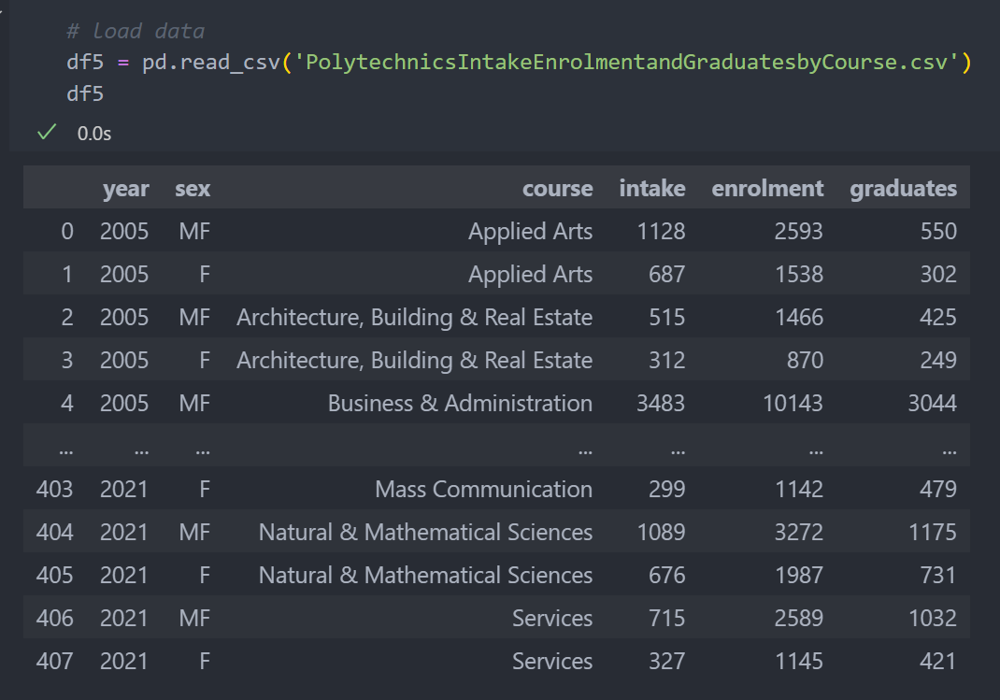 # load data
df5 = pd.read_csv('PolytechnicsIntakeEnrolmentandGraduatesbyCourse.csv')
df5
0.0s
year sex course intake enrolment graduates
0 2005 MF Applied Arts 1128 2593 550
1 2005 F Applied Arts 687 1538 302
2 2005 MF Architecture, Building & Real Estate 515 1466 425
3 2005 F Architecture, Building & Real Estate 312 870 249
4 2005 MF Business & Administration 3483 10143 3044
... ... ... ... ... ... ...
403 2021 F Mass Communication 299 1142 479
404 2021 MF Natural & Mathematical Sciences 1089 3272 1175
405 2021 F Natural & Mathematical Sciences 676 1987 731
406 2021 MF Services 715 2589 1032
407 2021 F Services 327 1145 421